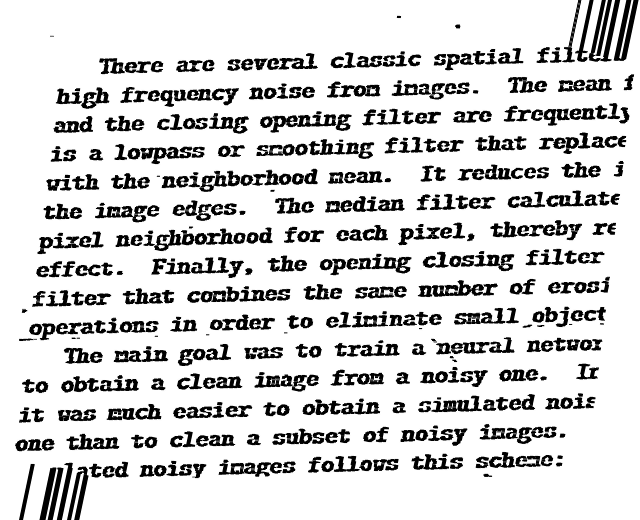 There are several classic spatial filter
high frequency noise from images. The mean f
and the closing opening filter are frequently
is a lowpass or smoothing filter that replace
with the neighborhood mean. It reduces the i
the image edges. The median filter calculate
pixel neighborhood for each pixel, thereby re
effect. Finally, the opening closing filter
filter that combines the same number of erosi
operations in order to eliminate small object
The main goal was to train a neural networ
to obtain a clean image from a noisy one. In
it was much easier to obtain a simulated nois
one than to clean a subset of noisy images.
ulated noisy images follows this scheme: